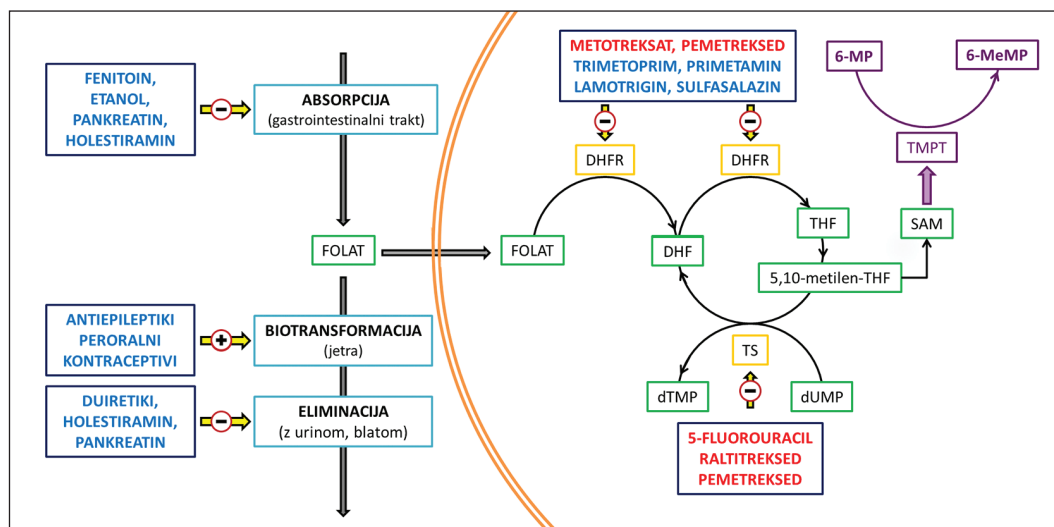 FENITOIN,
ETANOL,
PANKREATIN,
HOLESTIRAMIN
−
ABSORPCIJA
(gastrointestinalni trakt)
FOLAT
ANTIEPILEPTIKI
PERORALNI
KONTRACEPTIVI
+
BIOTRANSFORMACIJA
(jetra)
DUIRETIKI,
HOLESTIRAMIN,
PANKREATIN
−
ELIMINACIJA
(z urinom, blatom)
METOTREKSAT, PEMETREKSED
TRIMETOPRIM, PRIMETAMIN
LAMOTRIGIN, SULFASALAZIN
− −
DHFR DHFR
FOLAT
DHF
THF
5,10-metilen-THF
SAM
TMPT
6-MP 6-MeMP
TS
dTMP
−
dUMP
5-FLUOROURACIL
RALTITREKSED
PEMETREKSED